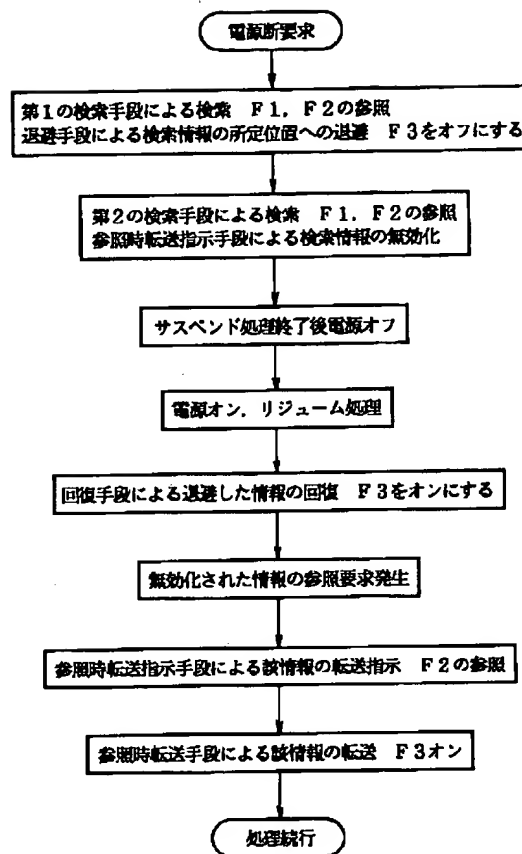 電源断要求
第1の検索手段による検索 F1，F2の参照
退避手段による検索情報の所定位置への退避 F3をオフにする
第2の検索手段による検索 F1，F2の参照
参照時転送指示手段による検索情報の無効化
サスペンド処理終了後電源オフ
電源オン，リジューム処理
回復手段による退避した情報の回復 F3をオンにする
無効化された情報の参照要求発生
参照時転送指示手段による該情報の転送指示 F2の参照
参照時転送手段による該情報の転送 F3オン
処理続行